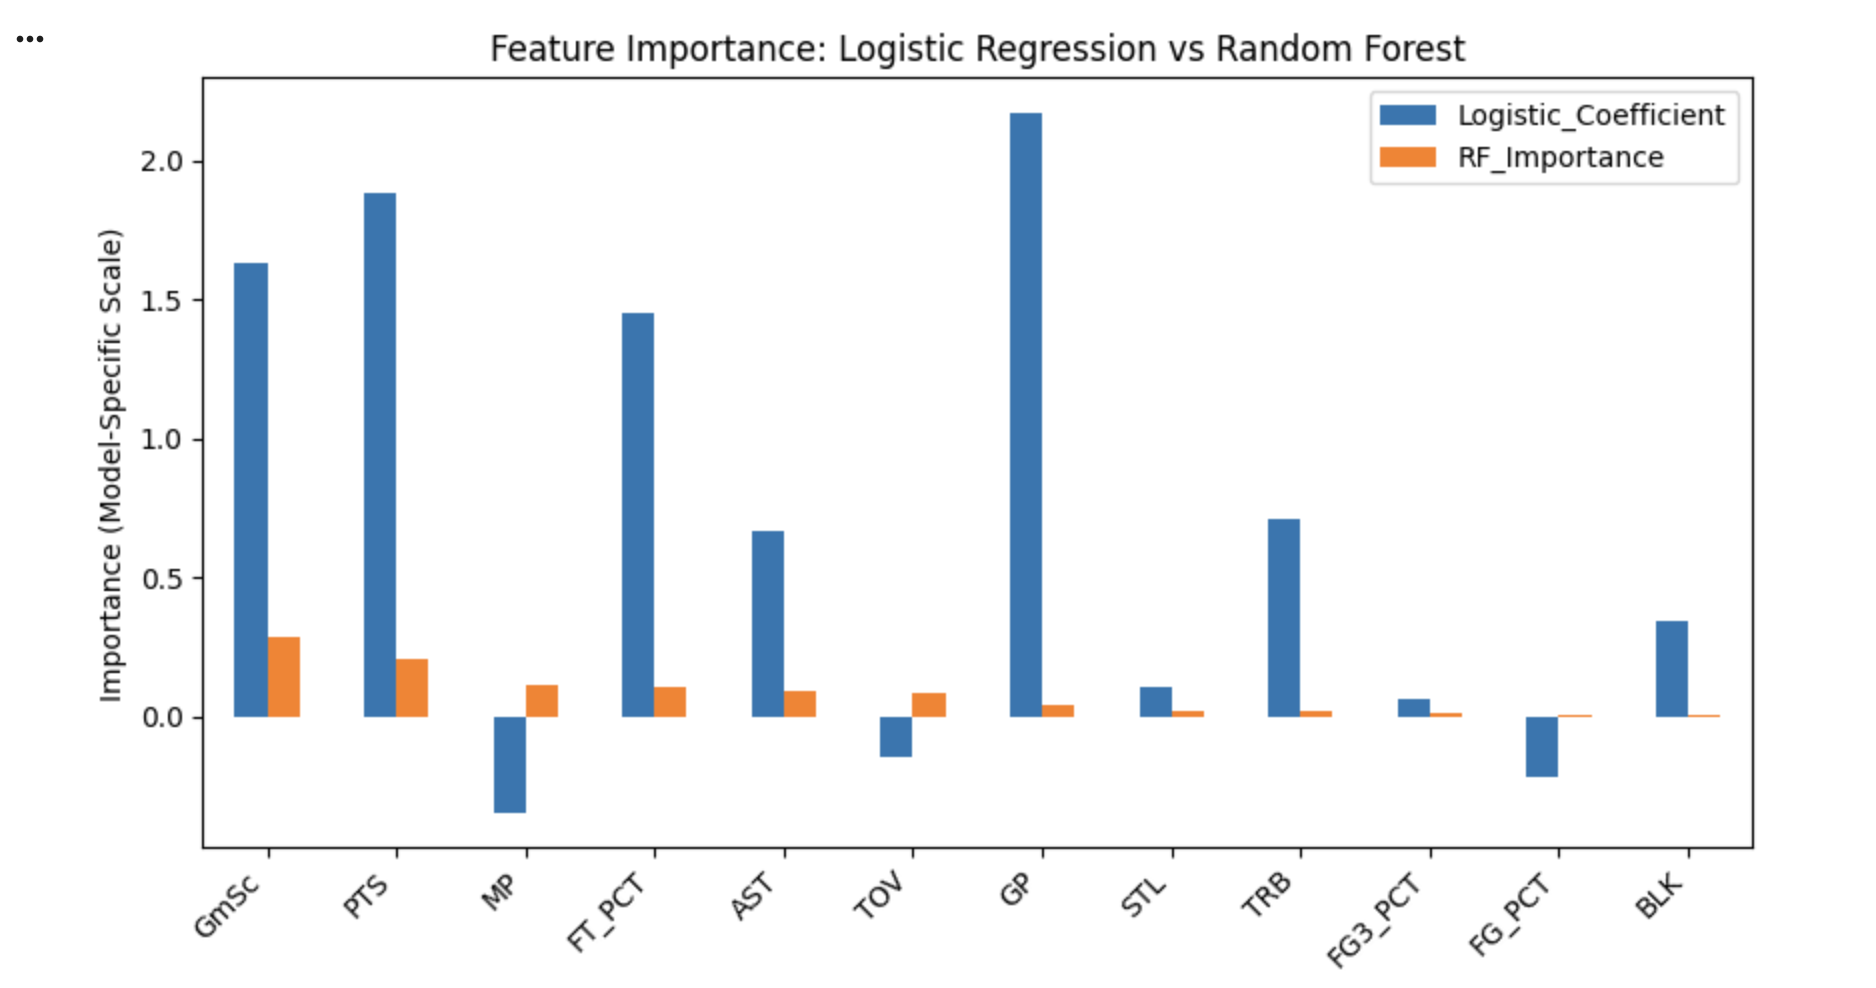 ...
Feature Importance: Logistic Regression vs Random Forest
Logistic_Coefficient
RF_Importance
Importance (Model-Specific Scale)
2.0
1.5
1.0
0.5
0.0
GmSc
PTS
MP
FT_PCT
AST
TOV
GP
STL
TRB
FG3_PCT
FG_PCT
BLK